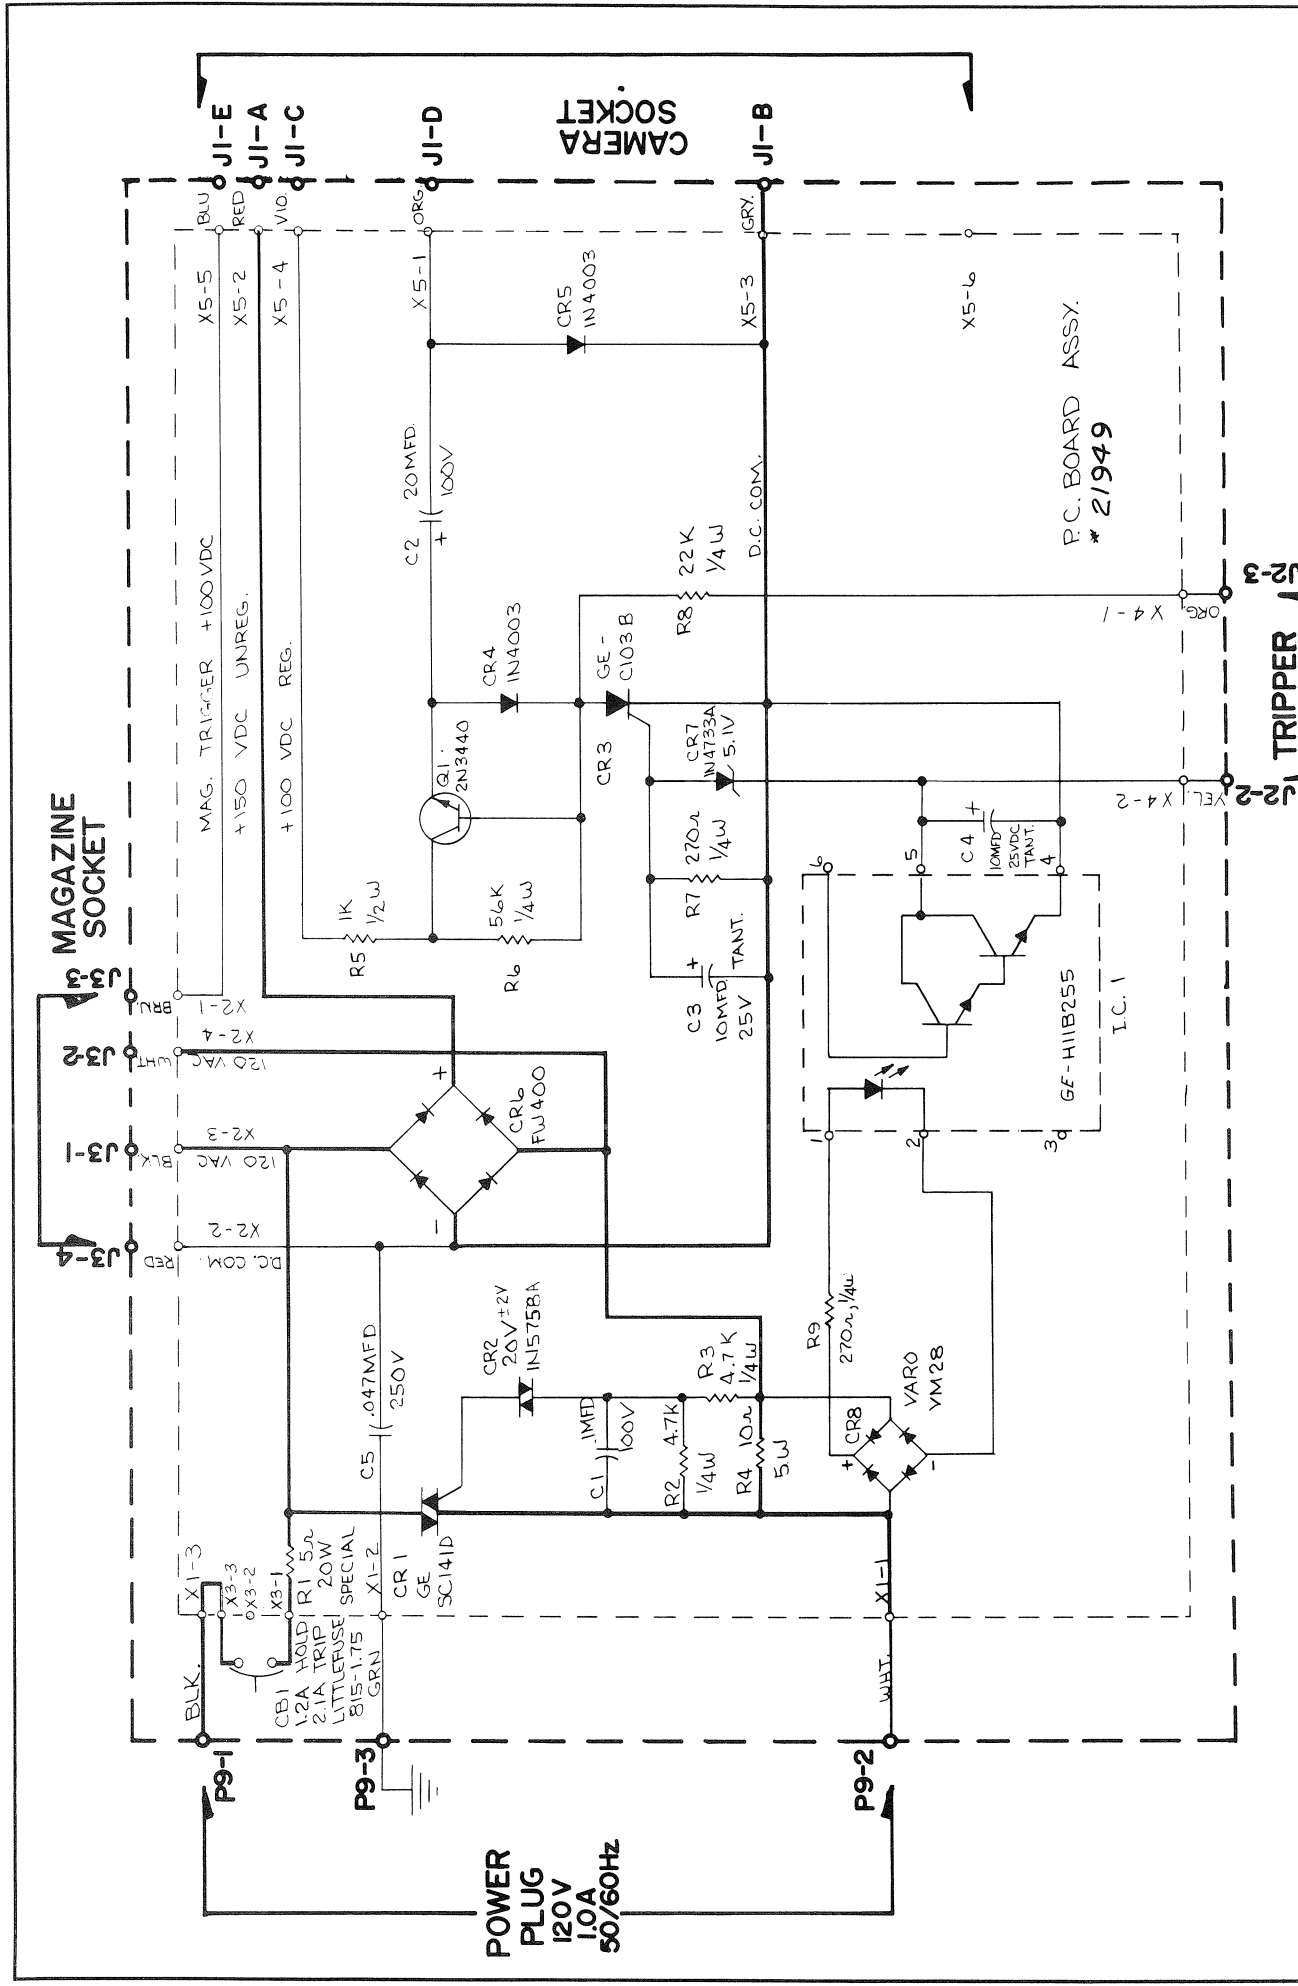 MAGAZINE
SOCKET
J3-4
J3-1
J3-2
J3-3
RED
D.C. COM.
X2-2
BLK
120 VAC
X2-3
WHT
120 VAC
X2-4
BRN.
X2-1
MAG. TRIGGER +100VDC
X5-5
BLU
J1-E
+150 VDC UNREG.
X5-2
RED
J1-A
+100 VDC REG.
X5-4
VIO.
J1-C
X5-1
ORG
J1-D
CAMERA
SOCKET
X5-3
GRY.
J1-B
X5-6
POWER
PLUG
120V
1.0A
50/60Hz
P9-1
BLK.
X1-3
X3-3
X3-2
X3-1
CB1
1.2A HOLD
2.1A TRIP
LITTLEFUSE
815-1.75
R1 5Ω
20W
SPECIAL
P9-3
GRN
X1-2
P9-2
WHT.
X1-1
C5
.047MFD
250V
CR1
GE
SC141D
CR2
20V±2V
IN5758A
C1
.1MFD
100V
R2
4.7K
1/4W
R3
4.7K
1/4W
R4
10Ω
5W
CR6
FW400
+
-
R5
1K
1/2W
R6
56K
1/4W
Q1.
2N3440
C2
20MFD.
100V
+
CR4
IN4003
CR5
IN4003
CR3
GE-
C103B
R8
22K
1/4W
D.C. COM.
C3
+
10MFD.
25V
TANT.
R7
270Ω
1/4W
CR7
IN4733A
5.1V
R9
270Ω, 1/4W
CR8
VARO
VM28
+
-
1
2
3
6
5
4
GE-H11B255
I.C. 1
C4
+
10MFD
25VDC
TANT.
YEL.
X4-2
J2-2
ORG
X4-1
J2-3
TRIPPER
P.C. BOARD ASSY.
* 21949